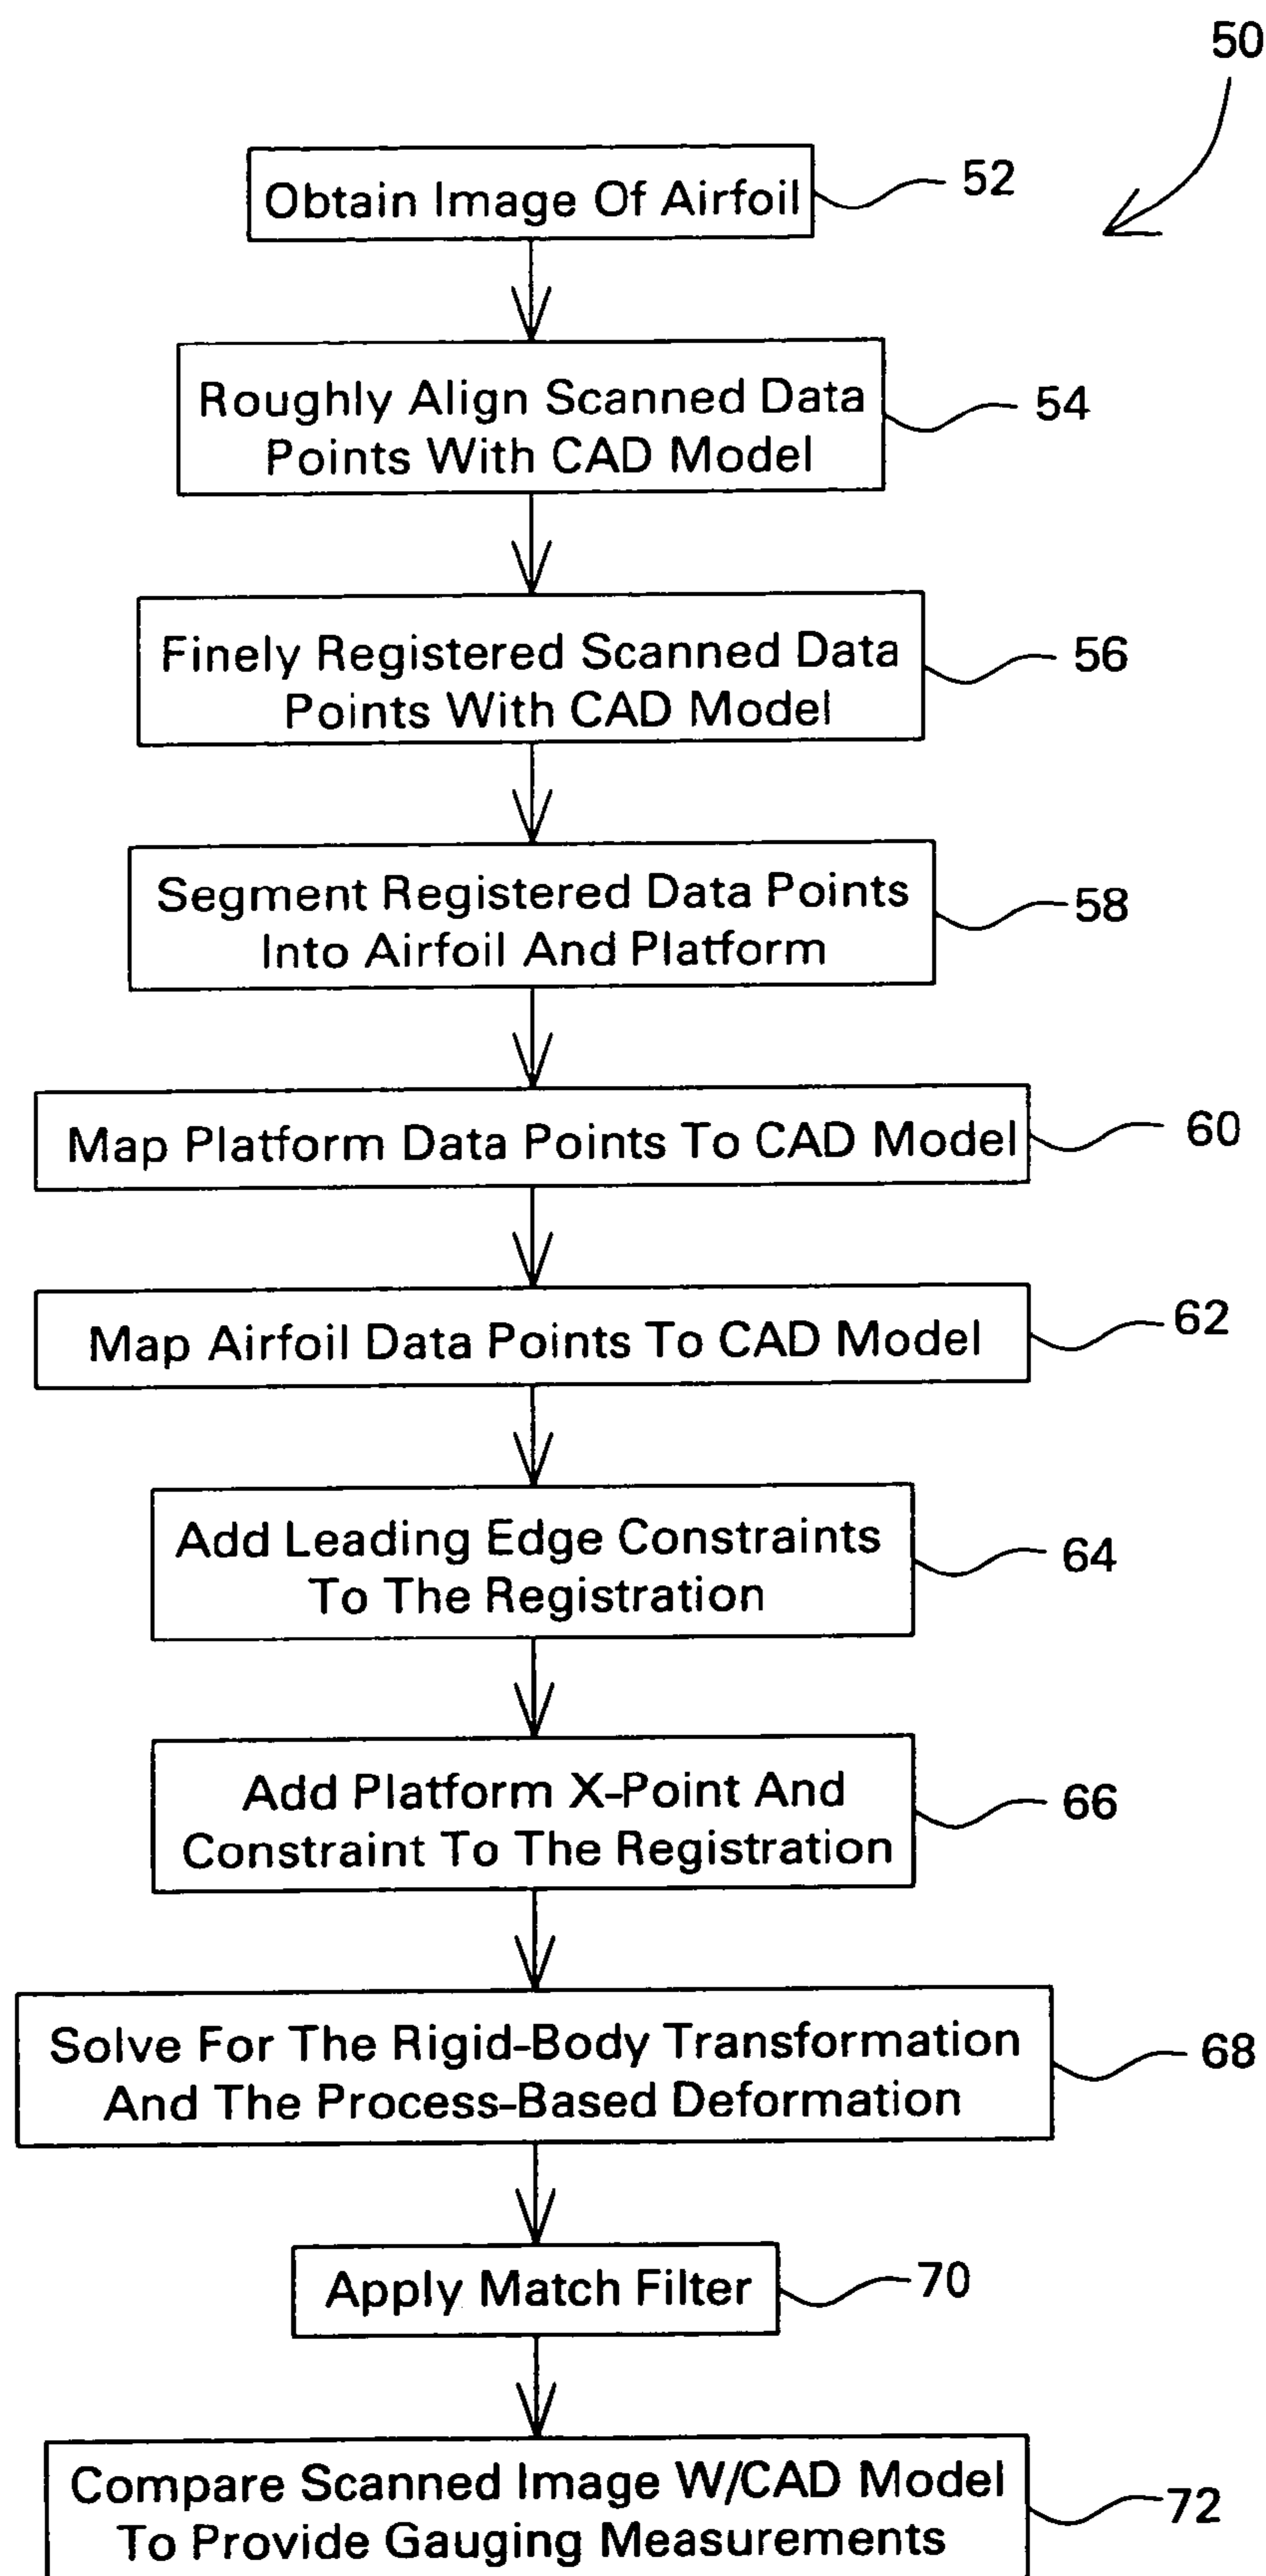 50
Obtain Image Of Airfoil
52
Roughly Align Scanned Data
Points With CAD Model
54
Finely Registered Scanned Data
Points With CAD Model
56
Segment Registered Data Points
Into Airfoil And Platform
58
Map Platform Data Points To CAD Model
60
Map Airfoil Data Points To CAD Model
62
Add Leading Edge Constraints
To The Registration
64
Add Platform X-Point And
Constraint To The Registration
66
Solve For The Rigid-Body Transformation
And The Process-Based Deformation
68
Apply Match Filter
70
Compare Scanned Image W/CAD Model
To Provide Gauging Measurements
72